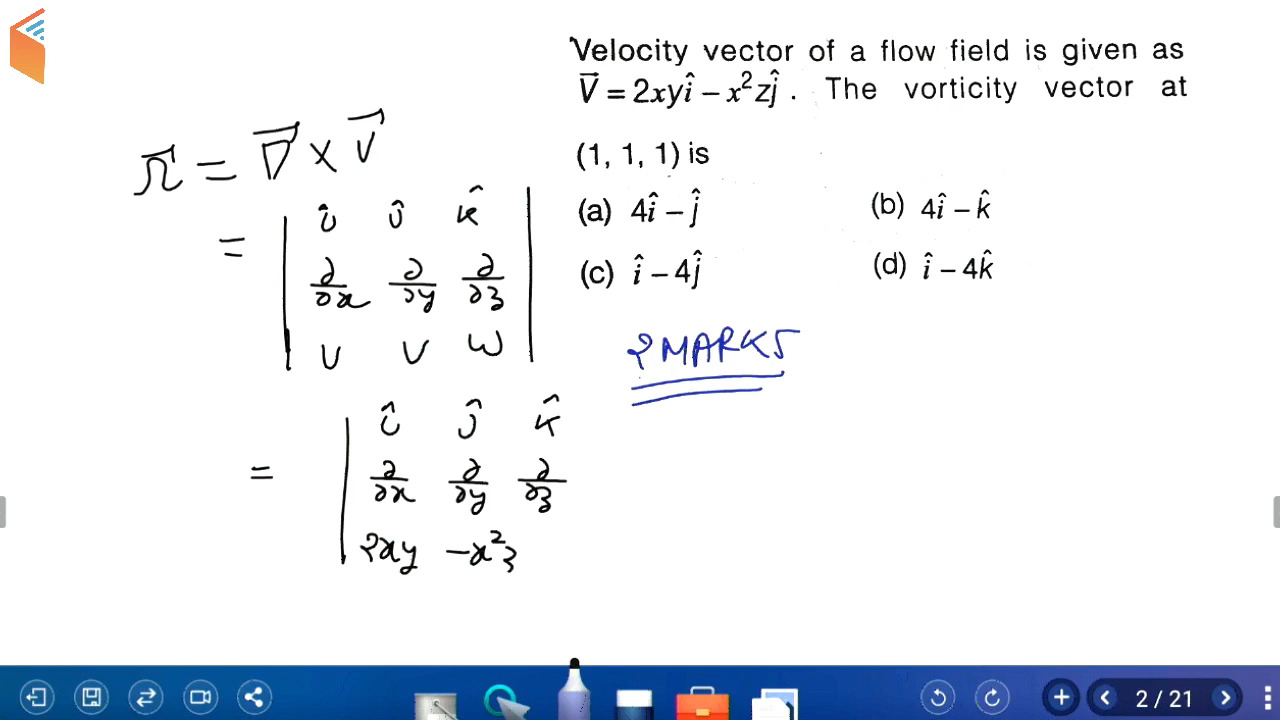 Velocity vector of a flow field is given as
V⃗ = 2xyî – x²zĵ . The vorticity vector at
(1, 1, 1) is
(a) 4î – ĵ (b) 4î – k̂
(c) î – 4ĵ (d) î – 4k̂
2 MARKS
Ω⃗ = ∇⃗ × V⃗
= | î ĵ k̂ |
| ∂/∂x ∂/∂y ∂/∂z |
| U V W |
= | î ĵ k̂
| ∂/∂x ∂/∂y ∂/∂z
| 2xy -x²z
2 / 21